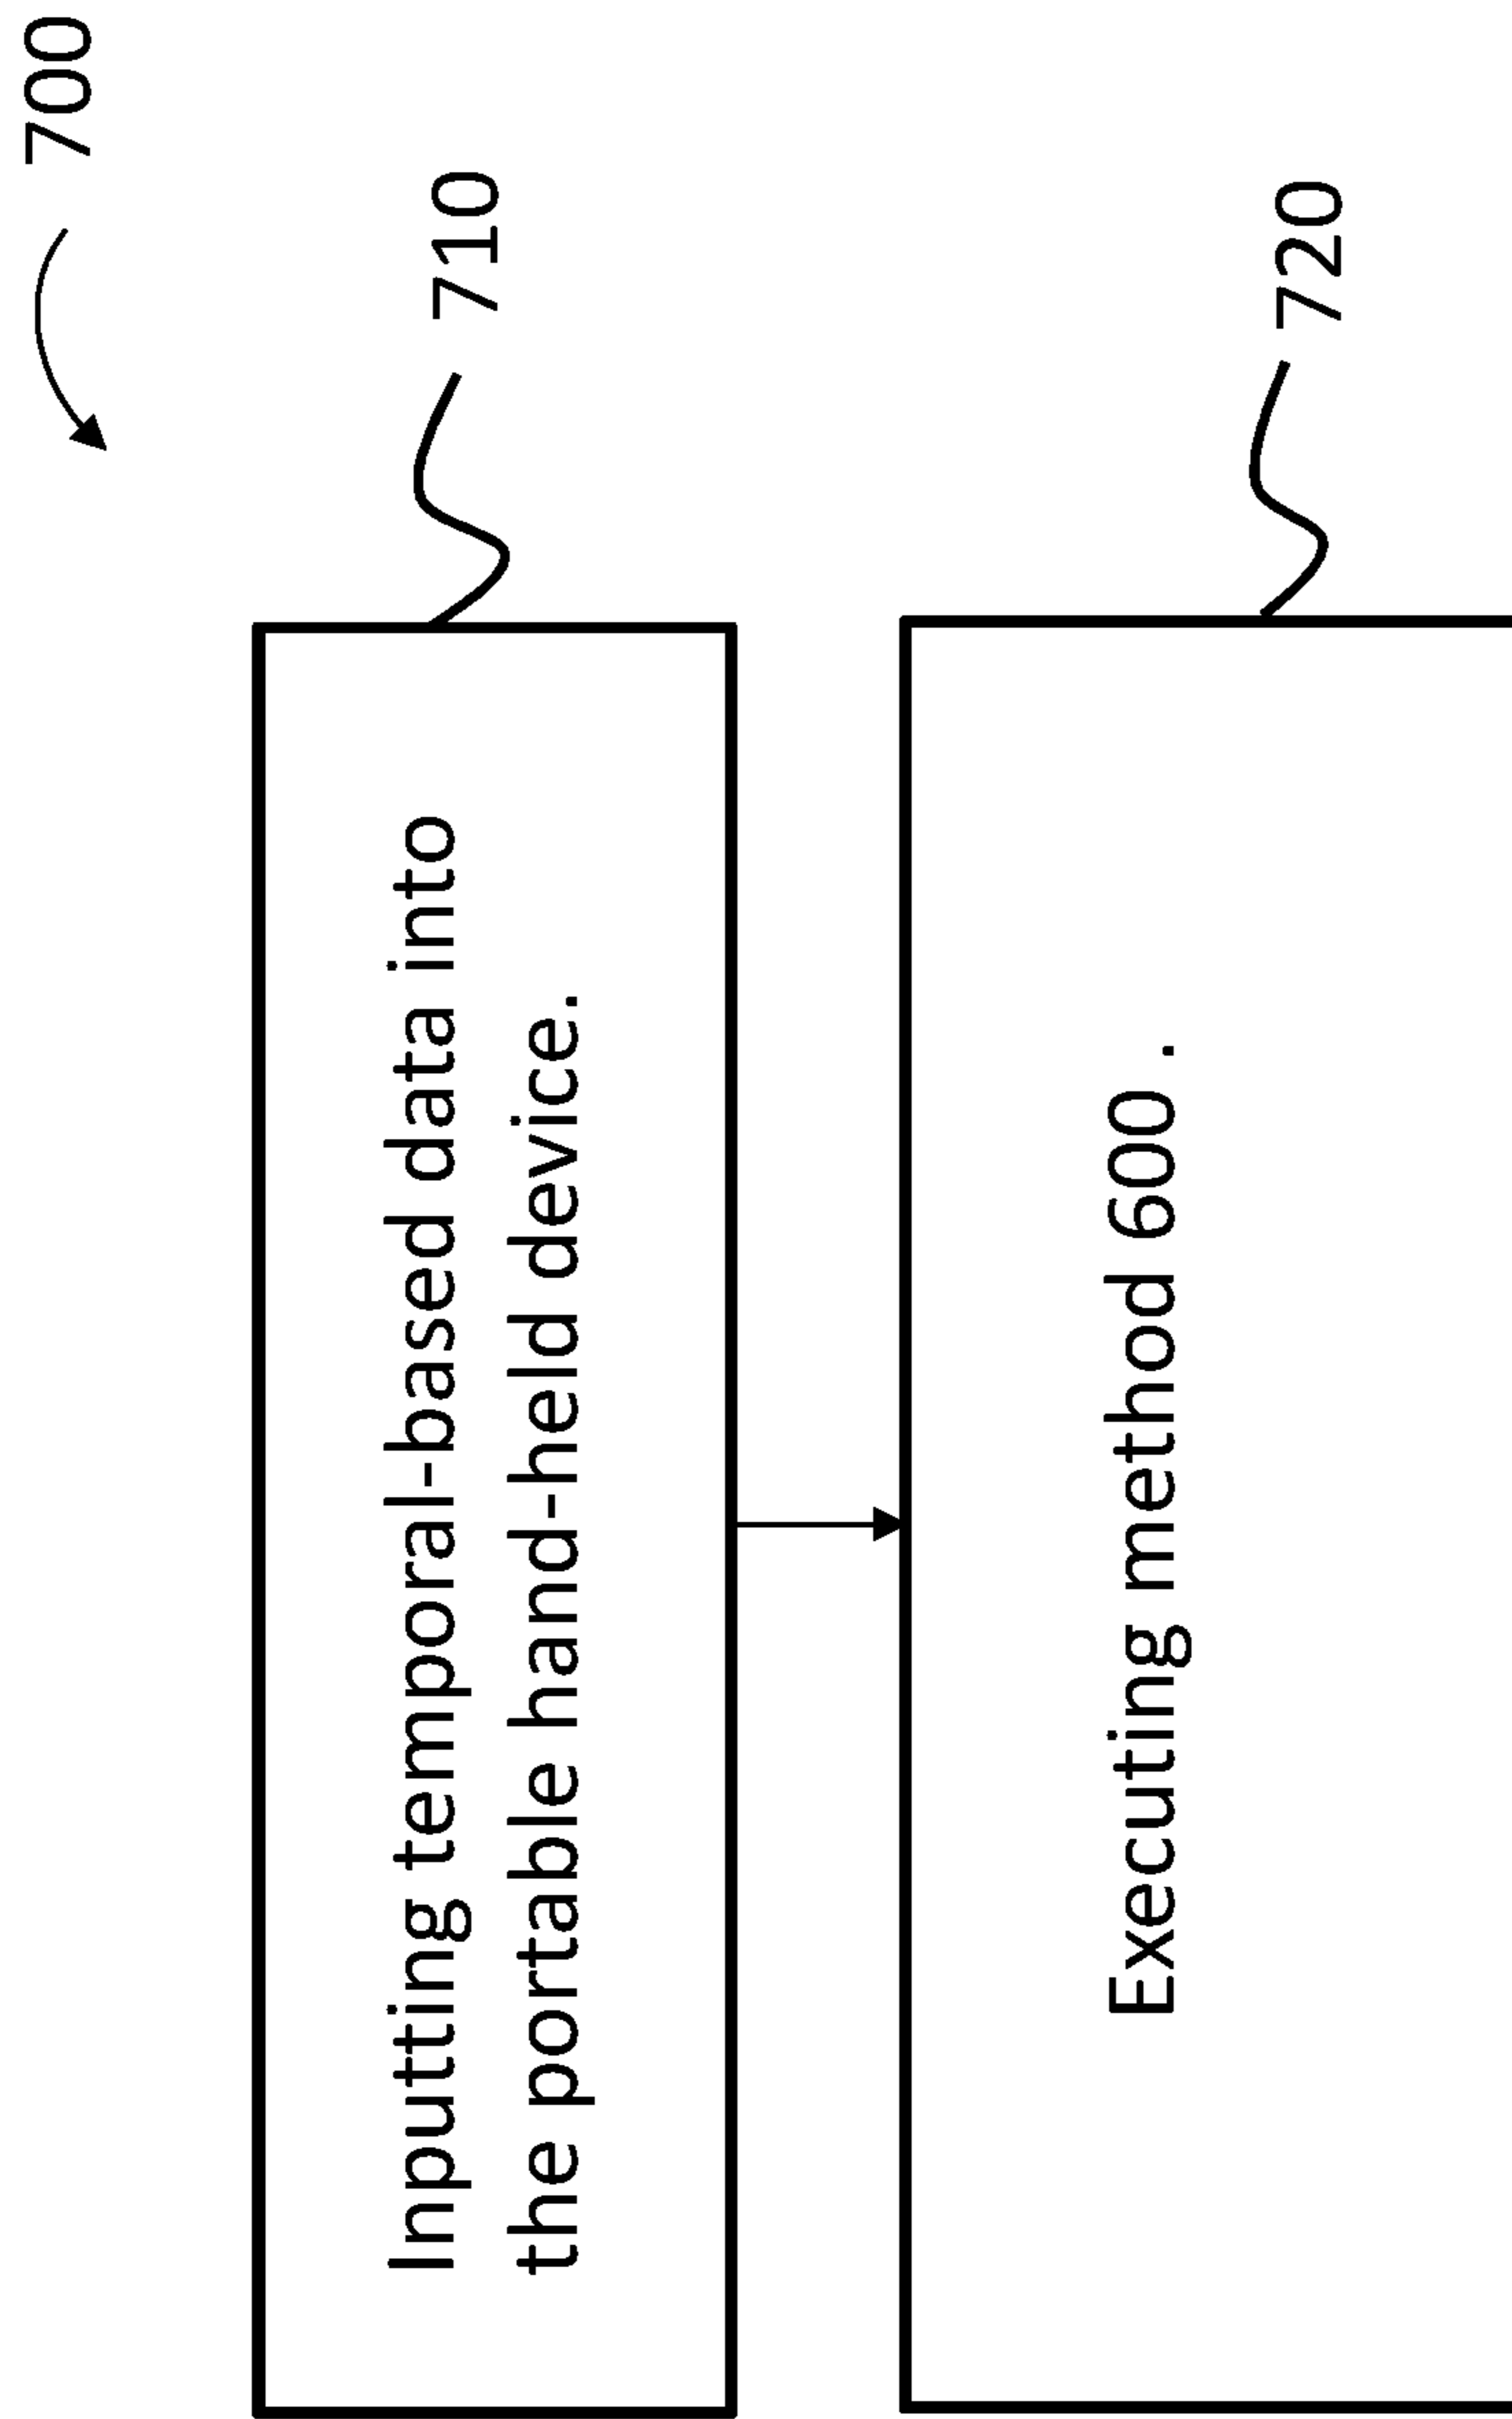 700
710
Inputting temporal-based data into
the portable hand-held device.
720
Executing method 600 .